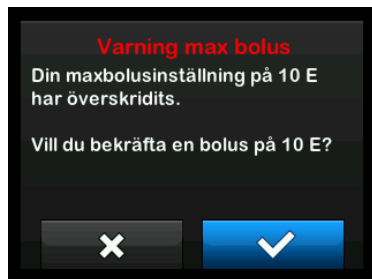 Varning max bolus
Din maxbolusinställning på 10 E
har överskridits.
Vill du bekräfta en bolus på 10 E?